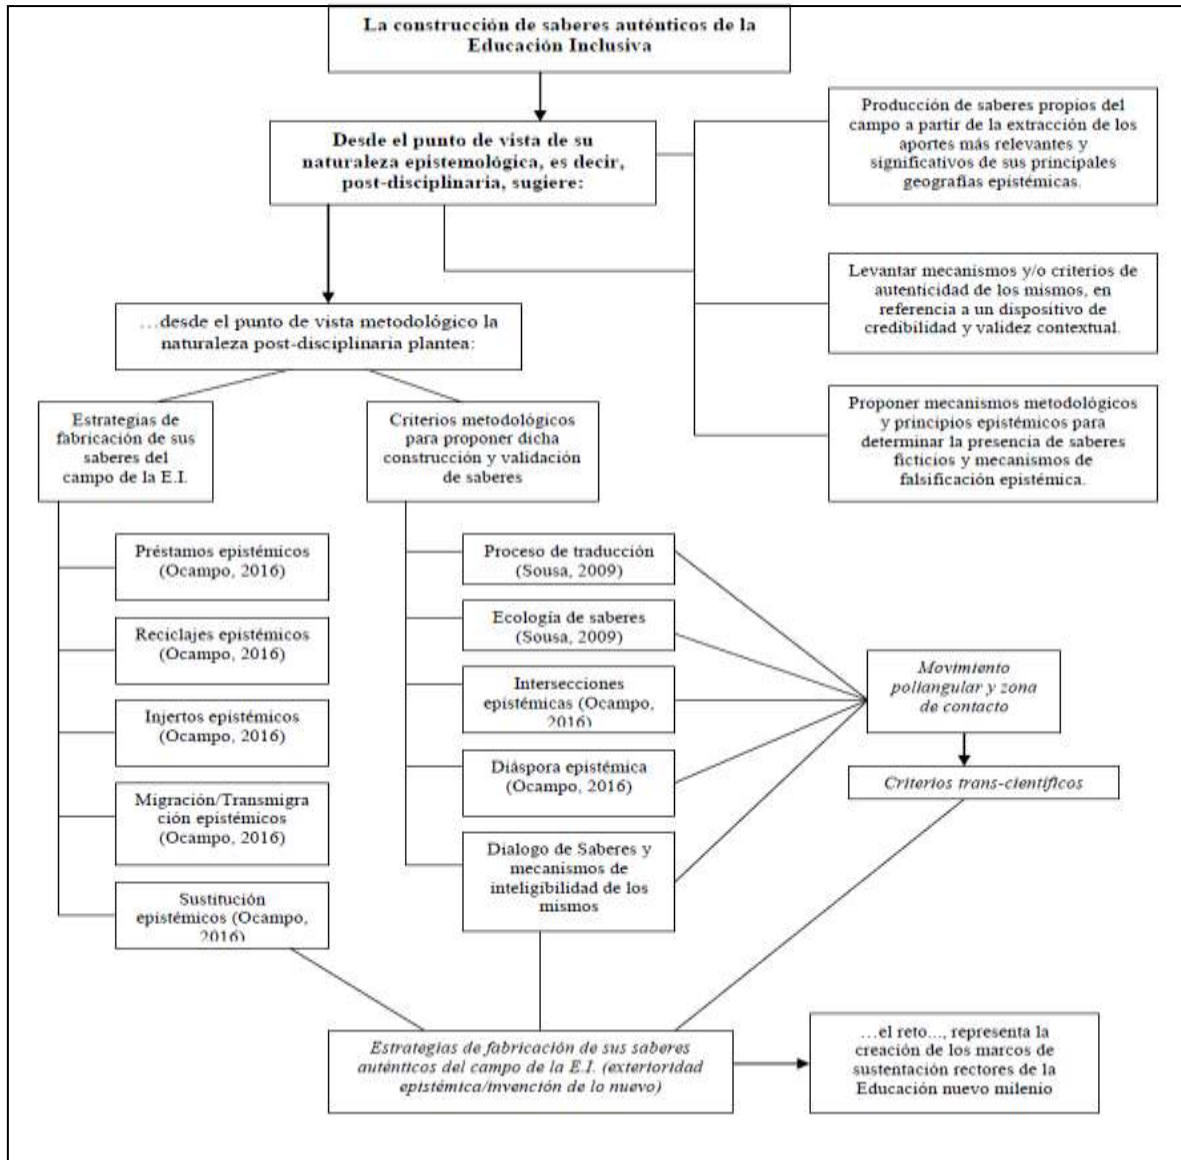 La construcción de saberes auténticos de la
Educación Inclusiva
Desde el punto de vista de su
naturaleza epistemológica, es decir,
post-disciplinaria, sugiere:
Producción de saberes propios del
campo a partir de la extracción de los
aportes más relevantes y
significativos de sus principales
geografías epistémicas.
Levantar mecanismos y/o criterios de
autenticidad de los mismos, en
referencia a un dispositivo de
credibilidad y validez contextual.
Proponer mecanismos metodológicos
y principios epistémicos para
determinar la presencia de saberes
ficticios y mecanismos de
falsificación epistémica.
…desde el punto de vista metodológico la
naturaleza post-disciplinaria plantea:
Estrategias de
fabricación de sus
saberes del
campo de la E.I.
Préstamos epistémicos
(Ocampo, 2016)
Reciclajes epistémicos
(Ocampo, 2016)
Injertos epistémicos
(Ocampo, 2016)
Migración/Transmigra
ción epistémicos
(Ocampo, 2016)
Sustitución
epistémicos (Ocampo,
2016)
Criterios metodológicos
para proponer dicha
construcción y validación
de saberes
Proceso de traducción
(Sousa, 2009)
Ecología de saberes
(Sousa, 2009)
Intersecciones
epistémicas (Ocampo,
2016)
Diáspora epistémica
(Ocampo, 2016)
Dialogo de Saberes y
mecanismos de
inteligibilidad de los
mismos
Movimiento
poliangular y zona
de contacto
Criterios trans-científicos
Estrategias de fabricación de sus saberes
auténticos del campo de la E.I. (exterioridad
epistémica/invención de lo nuevo)
…el reto…, representa la
creación de los marcos de
sustentación rectores de la
Educación nuevo milenio